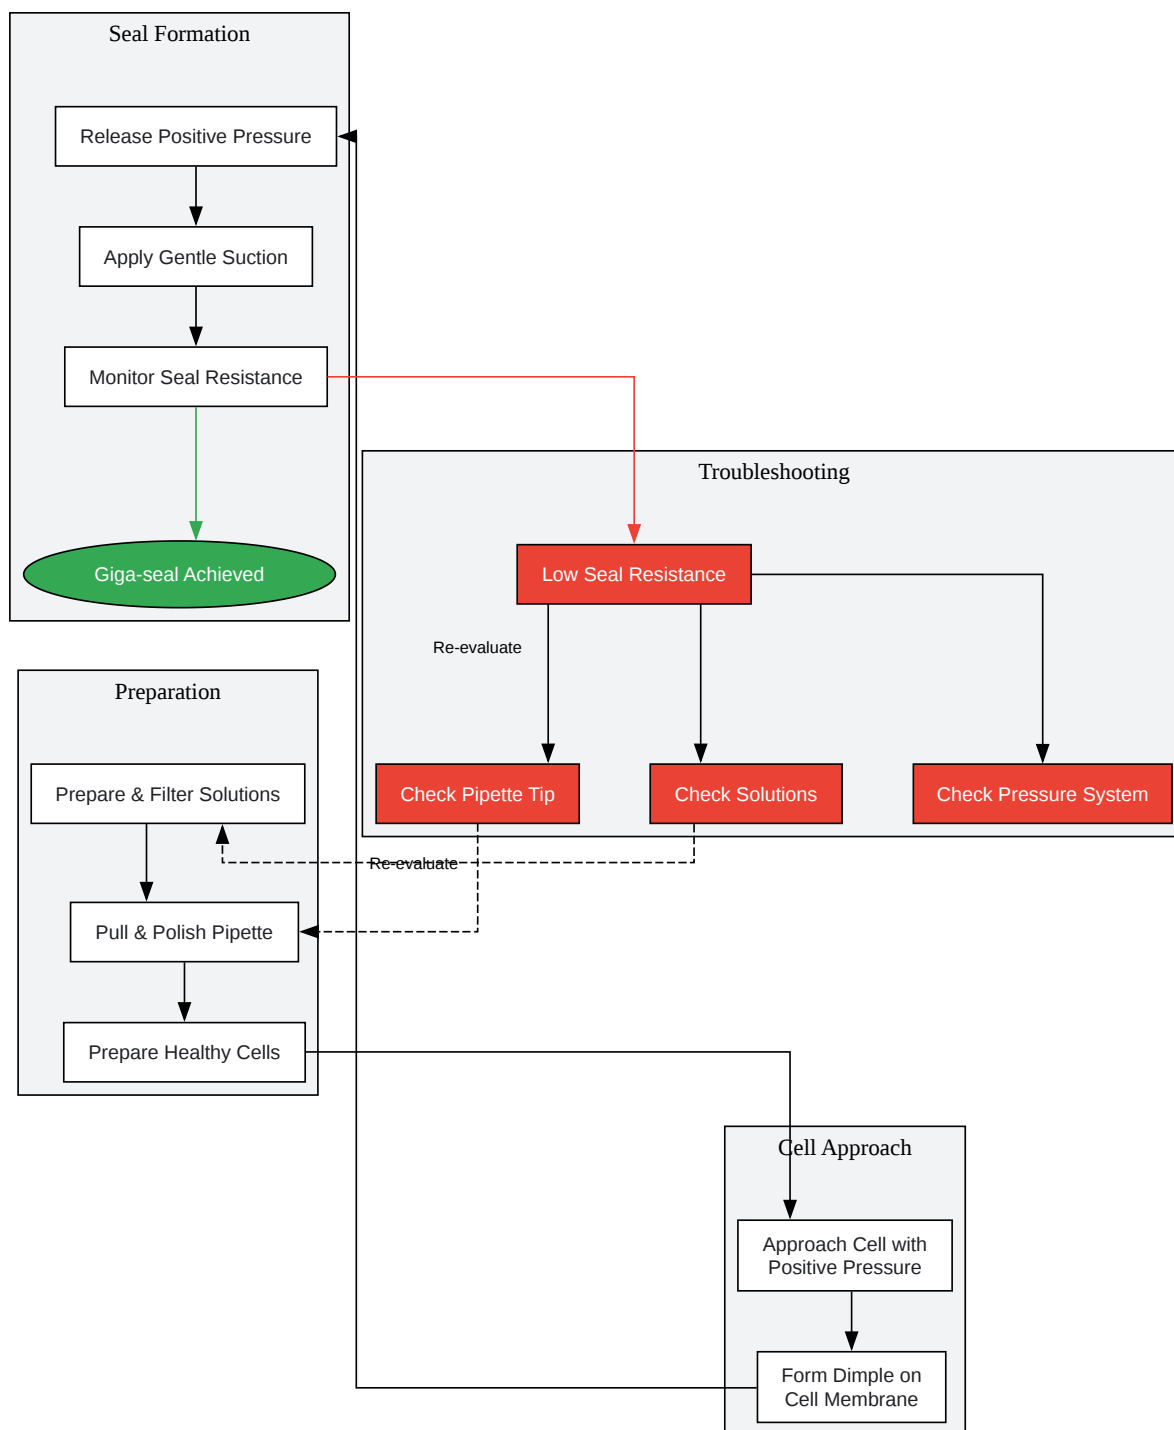 Seal Formation
Release Positive Pressure
Apply Gentle Suction
Monitor Seal Resistance
Giga-seal Achieved
Troubleshooting
Low Seal Resistance
Re-evaluate
Check Pipette Tip
Check Solutions
Check Pressure System
Re-evaluate
Preparation
Prepare & Filter Solutions
Pull & Polish Pipette
Prepare Healthy Cells
Cell Approach
Approach Cell with
Positive Pressure
Form Dimple on
Cell Membrane